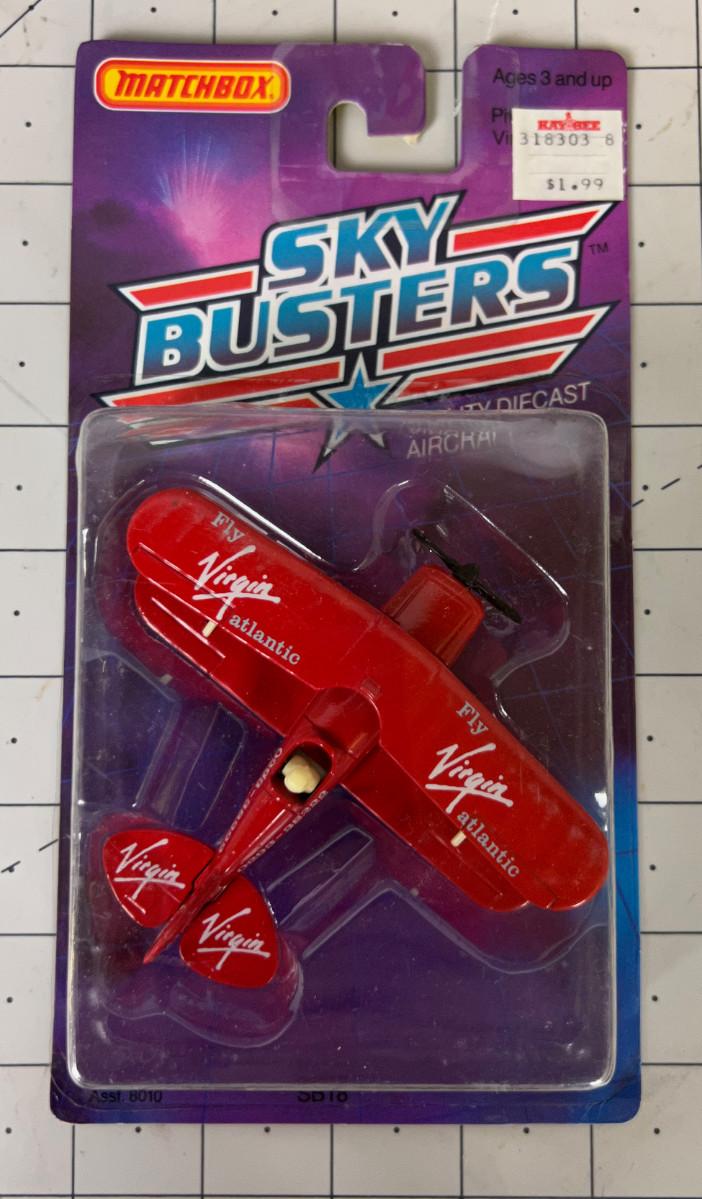 MATCHBOX
Ages 3 and up
KAY BEE
318303 8
$1.99
SKY
BUSTERS
TM
DIECAST
Fly
Virgin
atlantic
Fly
Virgin
atlantic
Virgin
Virgin
Asst. 8010
SB18